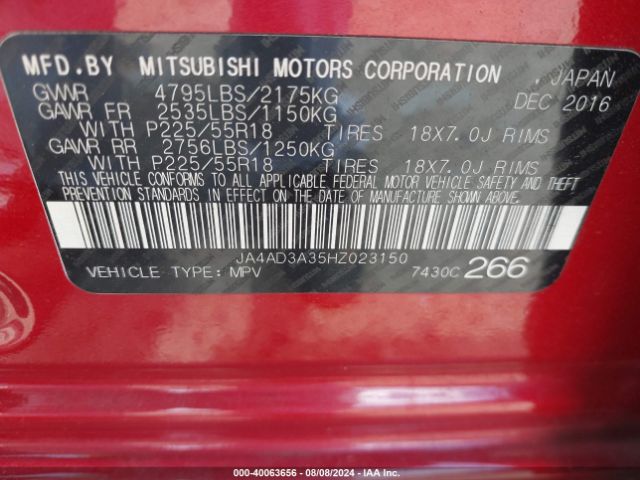 MFD.BY MITSUBISHI MOTORS CORPORATION , JAPAN
GVWR 4795LBS/2175KG DEC 2016
GAWR FR 2535LBS/1150KG
WITH P225/55R18 TIRES 18X7.0J RIMS
GAWR RR 2756LBS/1250KG
WITH P225/55R18 TIRES 18X7.0J RIMS
THIS VEHICLE CONFORMS TO ALL APPLICABLE FEDERAL MOTOR VEHICLE SAFETY AND THEFT
PREVENTION STANDARDS IN EFFECT ON THE DATE OF MANUFACTURE SHOWN ABOVE.
JA4AD3A35HZ023150
VEHICLE TYPE: MPV 7430C 266
000-40063656 - 08/08/2024 - IAA Inc.